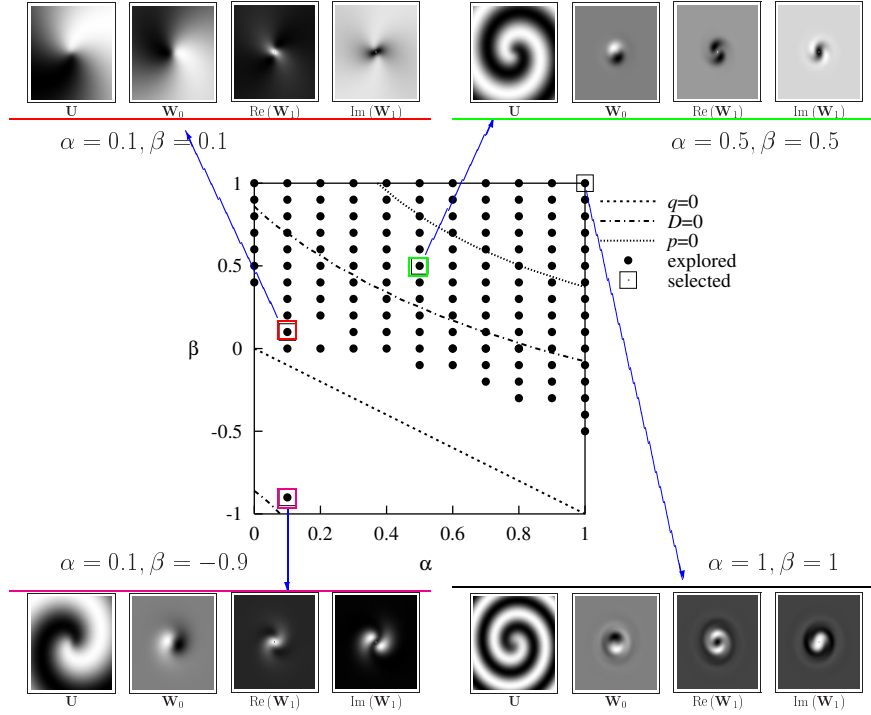 U W₀ Re (W₁) Im (W₁)
U W₀ Re (W₁) Im (W₁)
α = 0.1, β = 0.1
α = 0.5, β = 0.5
1
0.5
0
-0.5
-1
β
0 0.2 0.4 0.6 0.8 1
α
q=0
D=0
p=0
explored
selected
α = 0.1, β = −0.9
α = 1, β = 1
U W₀ Re (W₁) Im (W₁)
U W₀ Re (W₁) Im (W₁)